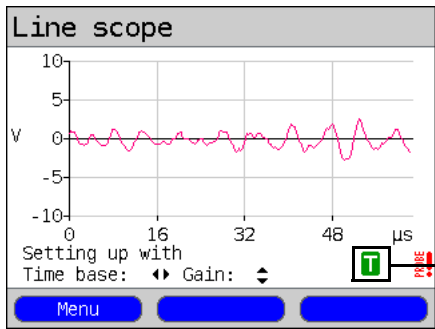 Line scope
10
5
V 0
-5
-10
0 16 32 48 µs
Setting up with
Time base: ◂▸ Gain: ▴▾
T
PROBE
Menu